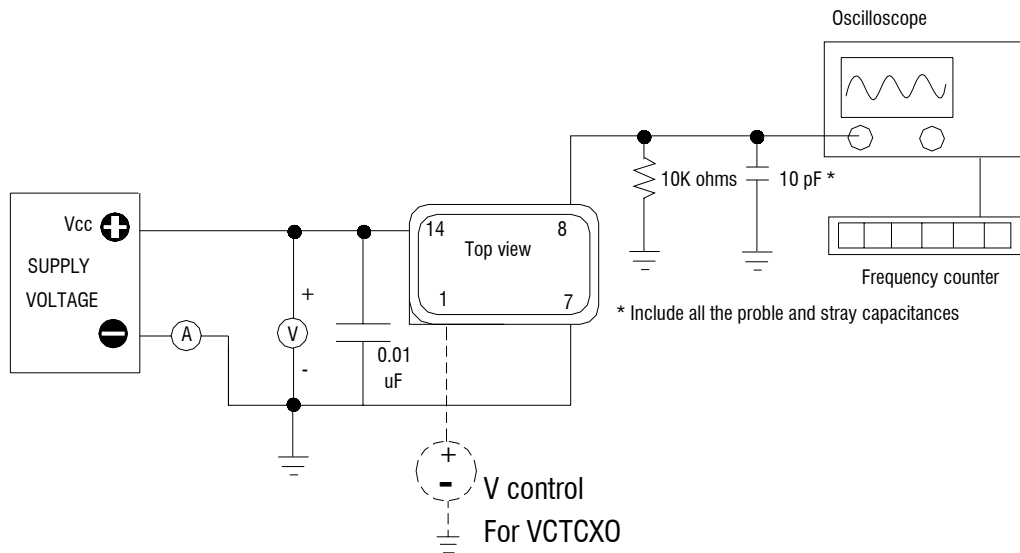 Oscilloscope
10K ohms
10 pF *
Vcc
SUPPLY
VOLTAGE
A
+
V
-
0.01
uF
14
8
Top view
1
7
Frequency counter
* Include all the proble and stray capacitances
+
-
V control
For VCTCXO